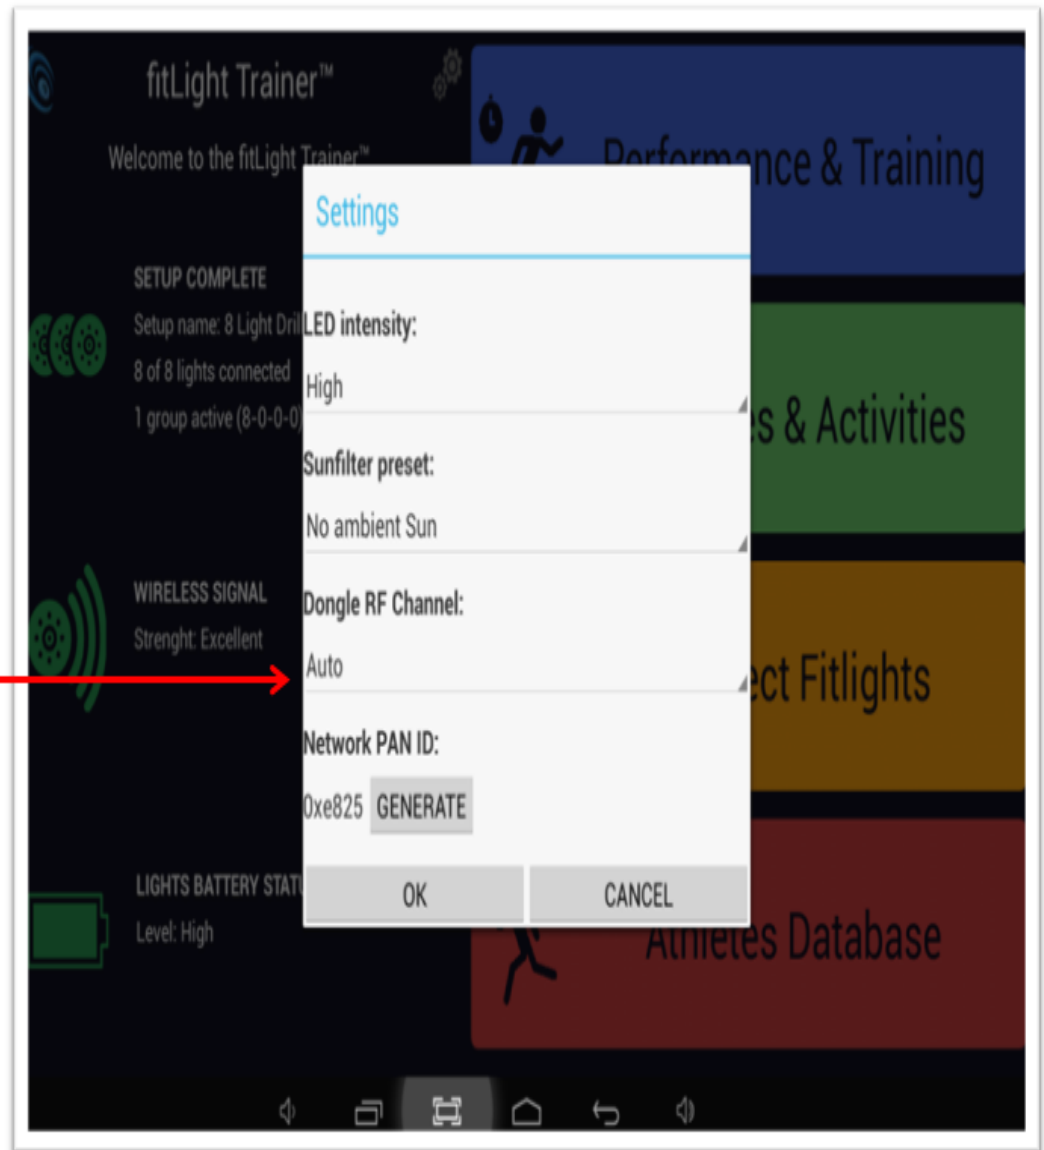 fitLight Trainer™
Welcome to the fitLight Trainer™
SETUP COMPLETE
Setup name: 8 Light Dril
8 of 8 lights connected
1 group active (8-0-0-0)
WIRELESS SIGNAL
Strenght: Excellent
LIGHTS BATTERY STATU
Level: High
Settings
LED intensity:
High
Sunfilter preset:
No ambient Sun
Dongle RF Channel:
Auto
Network PAN ID:
0xe825 GENERATE
OK CANCEL
Performance & Training
es & Activities
ect Fitlights
Athletes Database